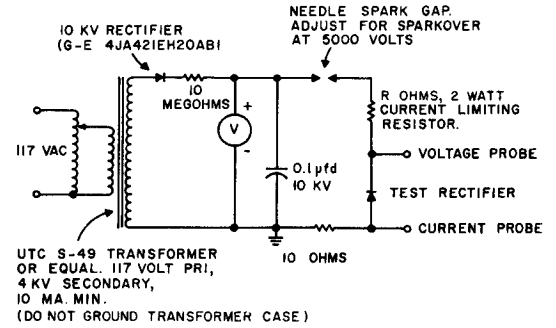 NEEDLE SPARK GAP.
ADJUST FOR SPARKOVER
AT 5000 VOLTS
10 KV RECTIFIER
(G-E 4JA421EH20AB1
10
MEGOHMS
R OHMS, 2 WATT
CURRENT LIMITING
RESISTOR.
+
V
-
117 VAC
VOLTAGE PROBE
0.1 µfd
10 KV
TEST RECTIFIER
CURRENT PROBE
10 OHMS
UTC S-49 TRANSFORMER
OR EQUAL. 117 VOLT PRI,
4 KV SECONDARY,
10 MA. MIN.
(DO NOT GROUND TRANSFORMER CASE)